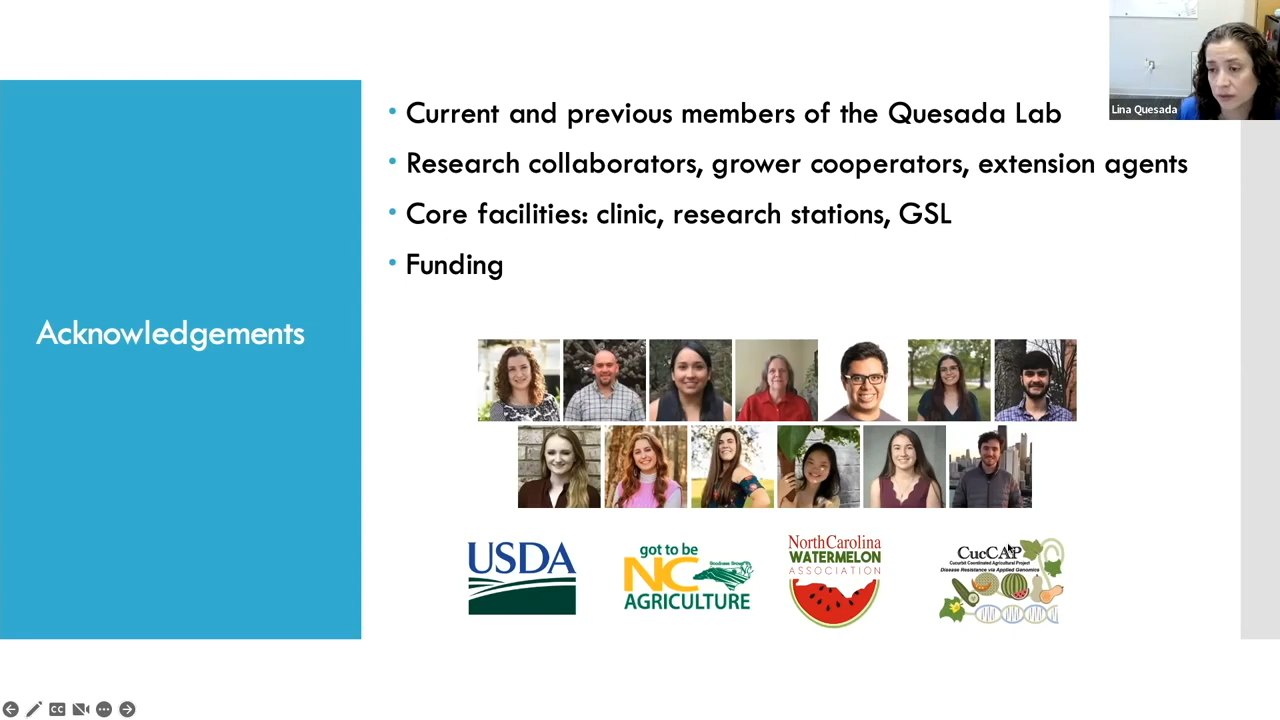 Lina Quesada
• Current and previous members of the Quesada Lab
• Research collaborators, grower cooperators, extension agents
• Core facilities: clinic, research stations, GSL
• Funding
Acknowledgements
USDA
got to be
NC
AGRICULTURE
NorthCarolina
WATERMELON
ASSOCIATION
CucCAP
Cucurbit Coordinated Agricultural Project
Disease Resistance via Applied Genomics
CC